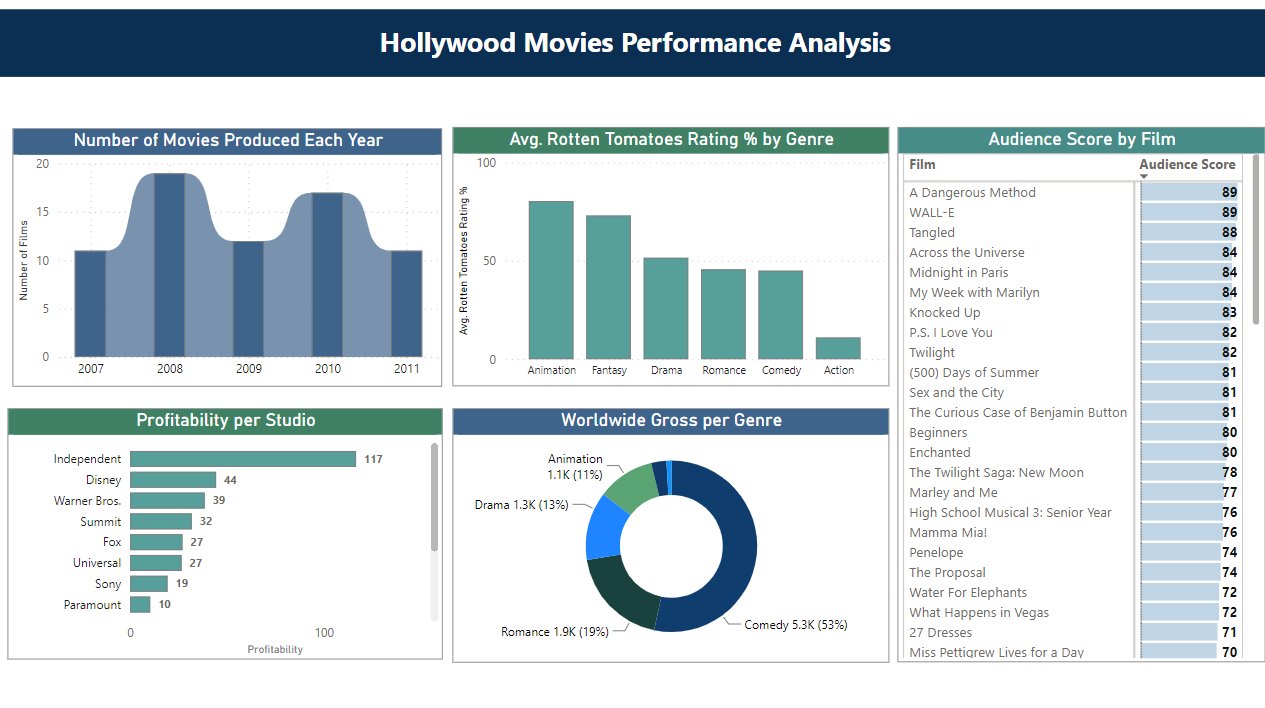 Hollywood Movies Performance Analysis
Number of Movies Produced Each Year
Number of Films
20
15
10
5
0
2007 2008 2009 2010 2011
Avg. Rotten Tomatoes Rating % by Genre
Avg. Rotten Tomatoes Rating %
100
50
0
Animation Fantasy Drama Romance Comedy Action
Audience Score by Film
Film Audience Score
A Dangerous Method 89
WALL-E 89
Tangled 88
Across the Universe 84
Midnight in Paris 84
My Week with Marilyn 84
Knocked Up 83
P.S. I Love You 82
Twilight 82
(500) Days of Summer 81
Sex and the City 81
The Curious Case of Benjamin Button 81
Beginners 80
Enchanted 80
The Twilight Saga: New Moon 78
Marley and Me 77
High School Musical 3: Senior Year 76
Mamma Mia! 76
Penelope 74
The Proposal 74
Water For Elephants 72
What Happens in Vegas 72
27 Dresses 71
Miss Pettigrew Lives for a Day 70
Profitability per Studio
Independent 117
Disney 44
Warner Bros. 39
Summit 32
Fox 27
Universal 27
Sony 19
Paramount 10
0 100
Profitability
Worldwide Gross per Genre
Animation
1.1K (11%)
Drama 1.3K (13%)
Romance 1.9K (19%)
Comedy 5.3K (53%)